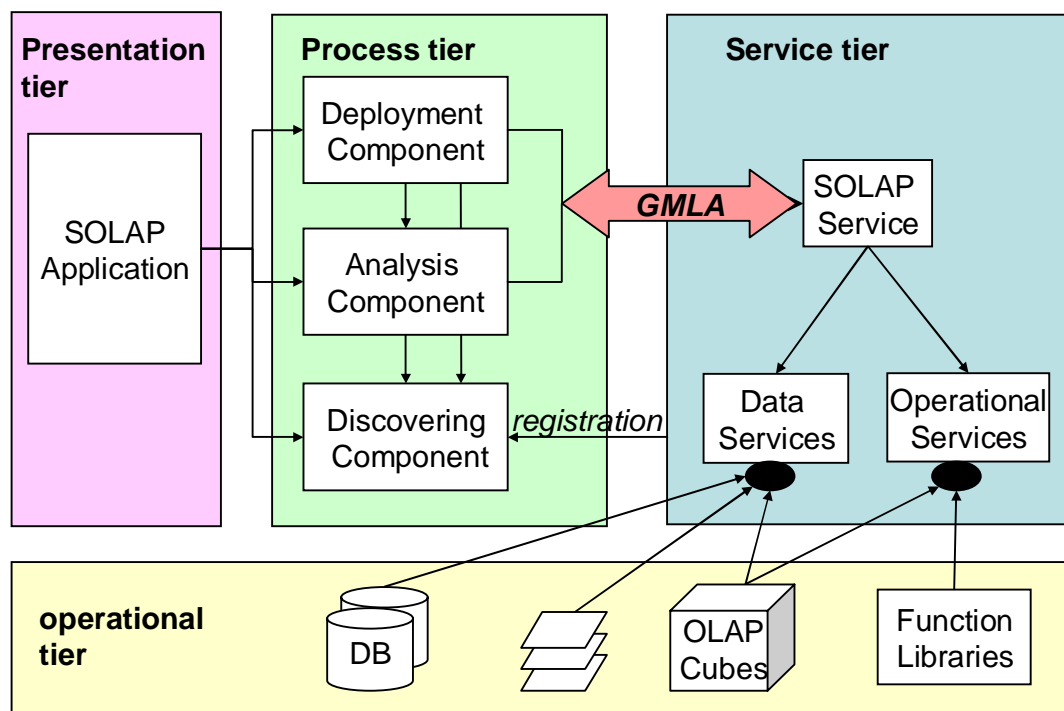 Presentation
tier
SOLAP
Application
Process tier
Deployment
Component
Analysis
Component
Discovering
Component
GMLA
registration
Service tier
SOLAP
Service
Data
Services
Operational
Services
operational
tier
DB
OLAP
Cubes
Function
Libraries